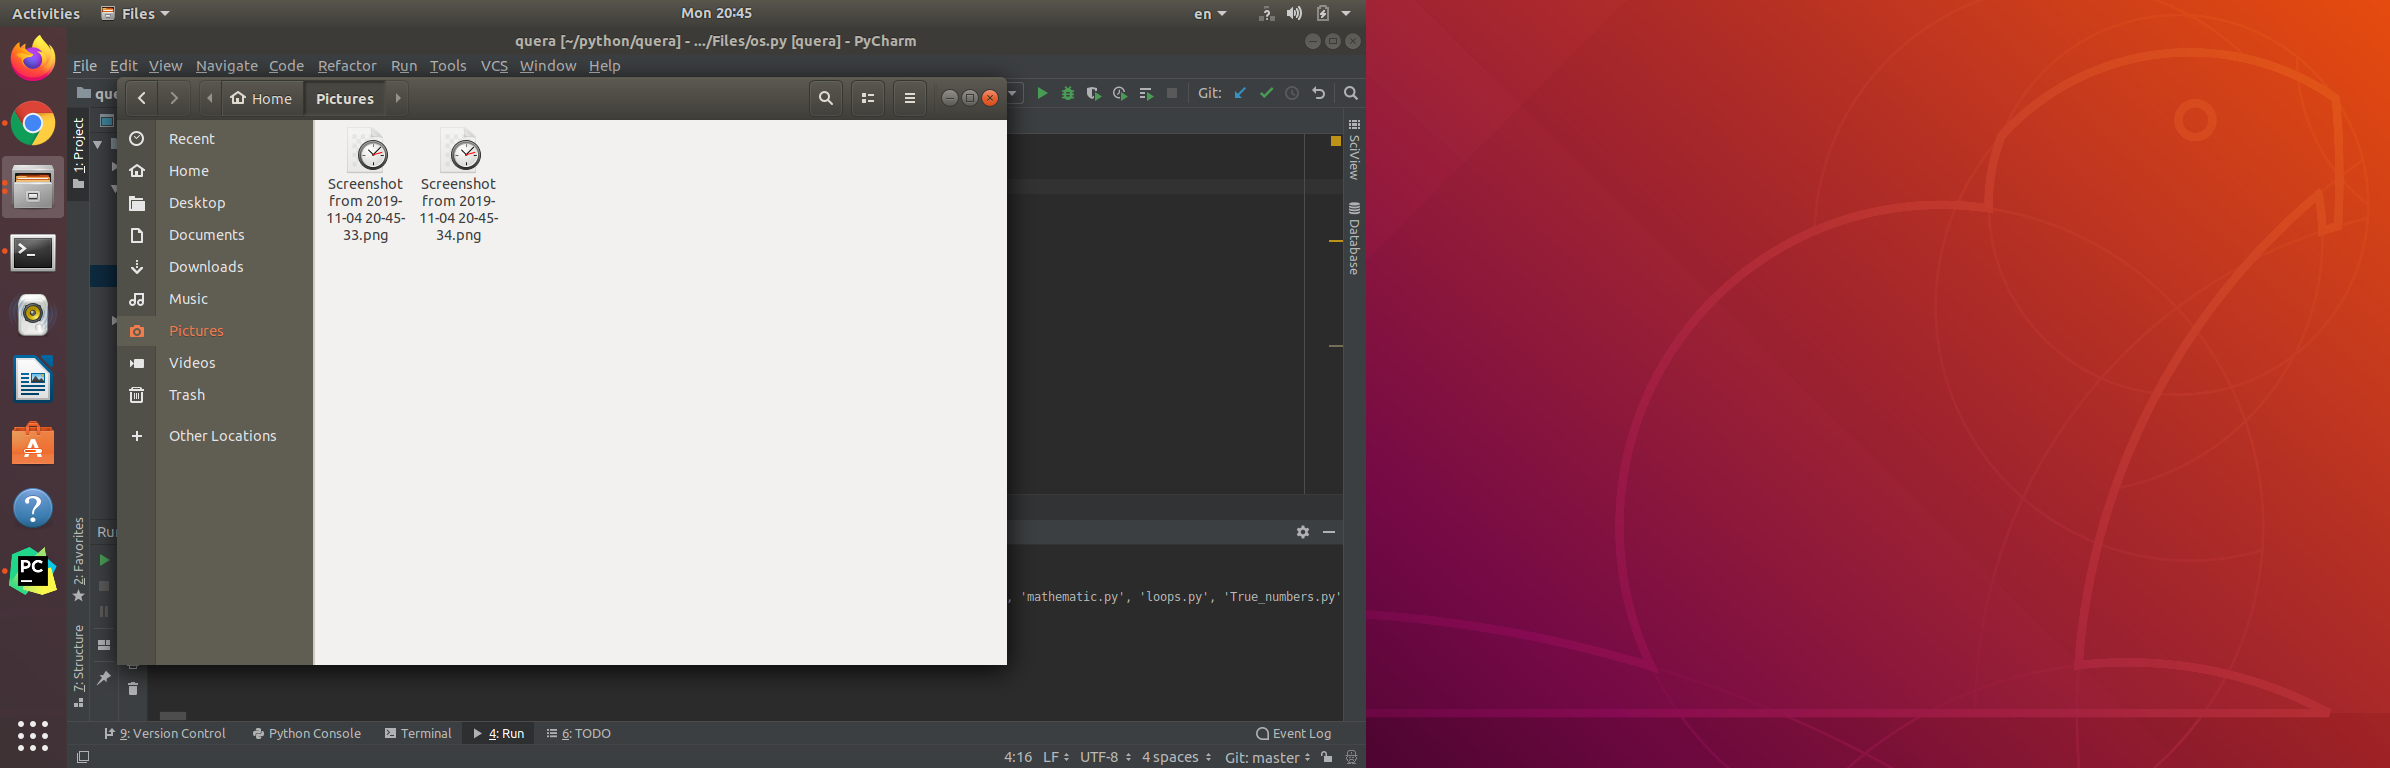 Activities
Files
Mon 20:45
en
quera [~/python/quera] - .../Files/os.py [quera] - PyCharm
File Edit View Navigate Code Refactor Run Tools VCS Window Help
Home
Pictures
Git:
1: Project
Recent
Home
Desktop
Documents
Downloads
Music
Pictures
Videos
Trash
Other Locations
Screenshot
from 2019-
11-04 20-45-
33.png
Screenshot
from 2019-
11-04 20-45-
34.png
SciView
Database
2: Favorites
7: Structure
, 'mathematic.py', 'loops.py', 'True_numbers.py'
PC
9: Version Control
Python Console
Terminal
4: Run
6: TODO
Event Log
4:16
LF
UTF-8
4 spaces
Git: master